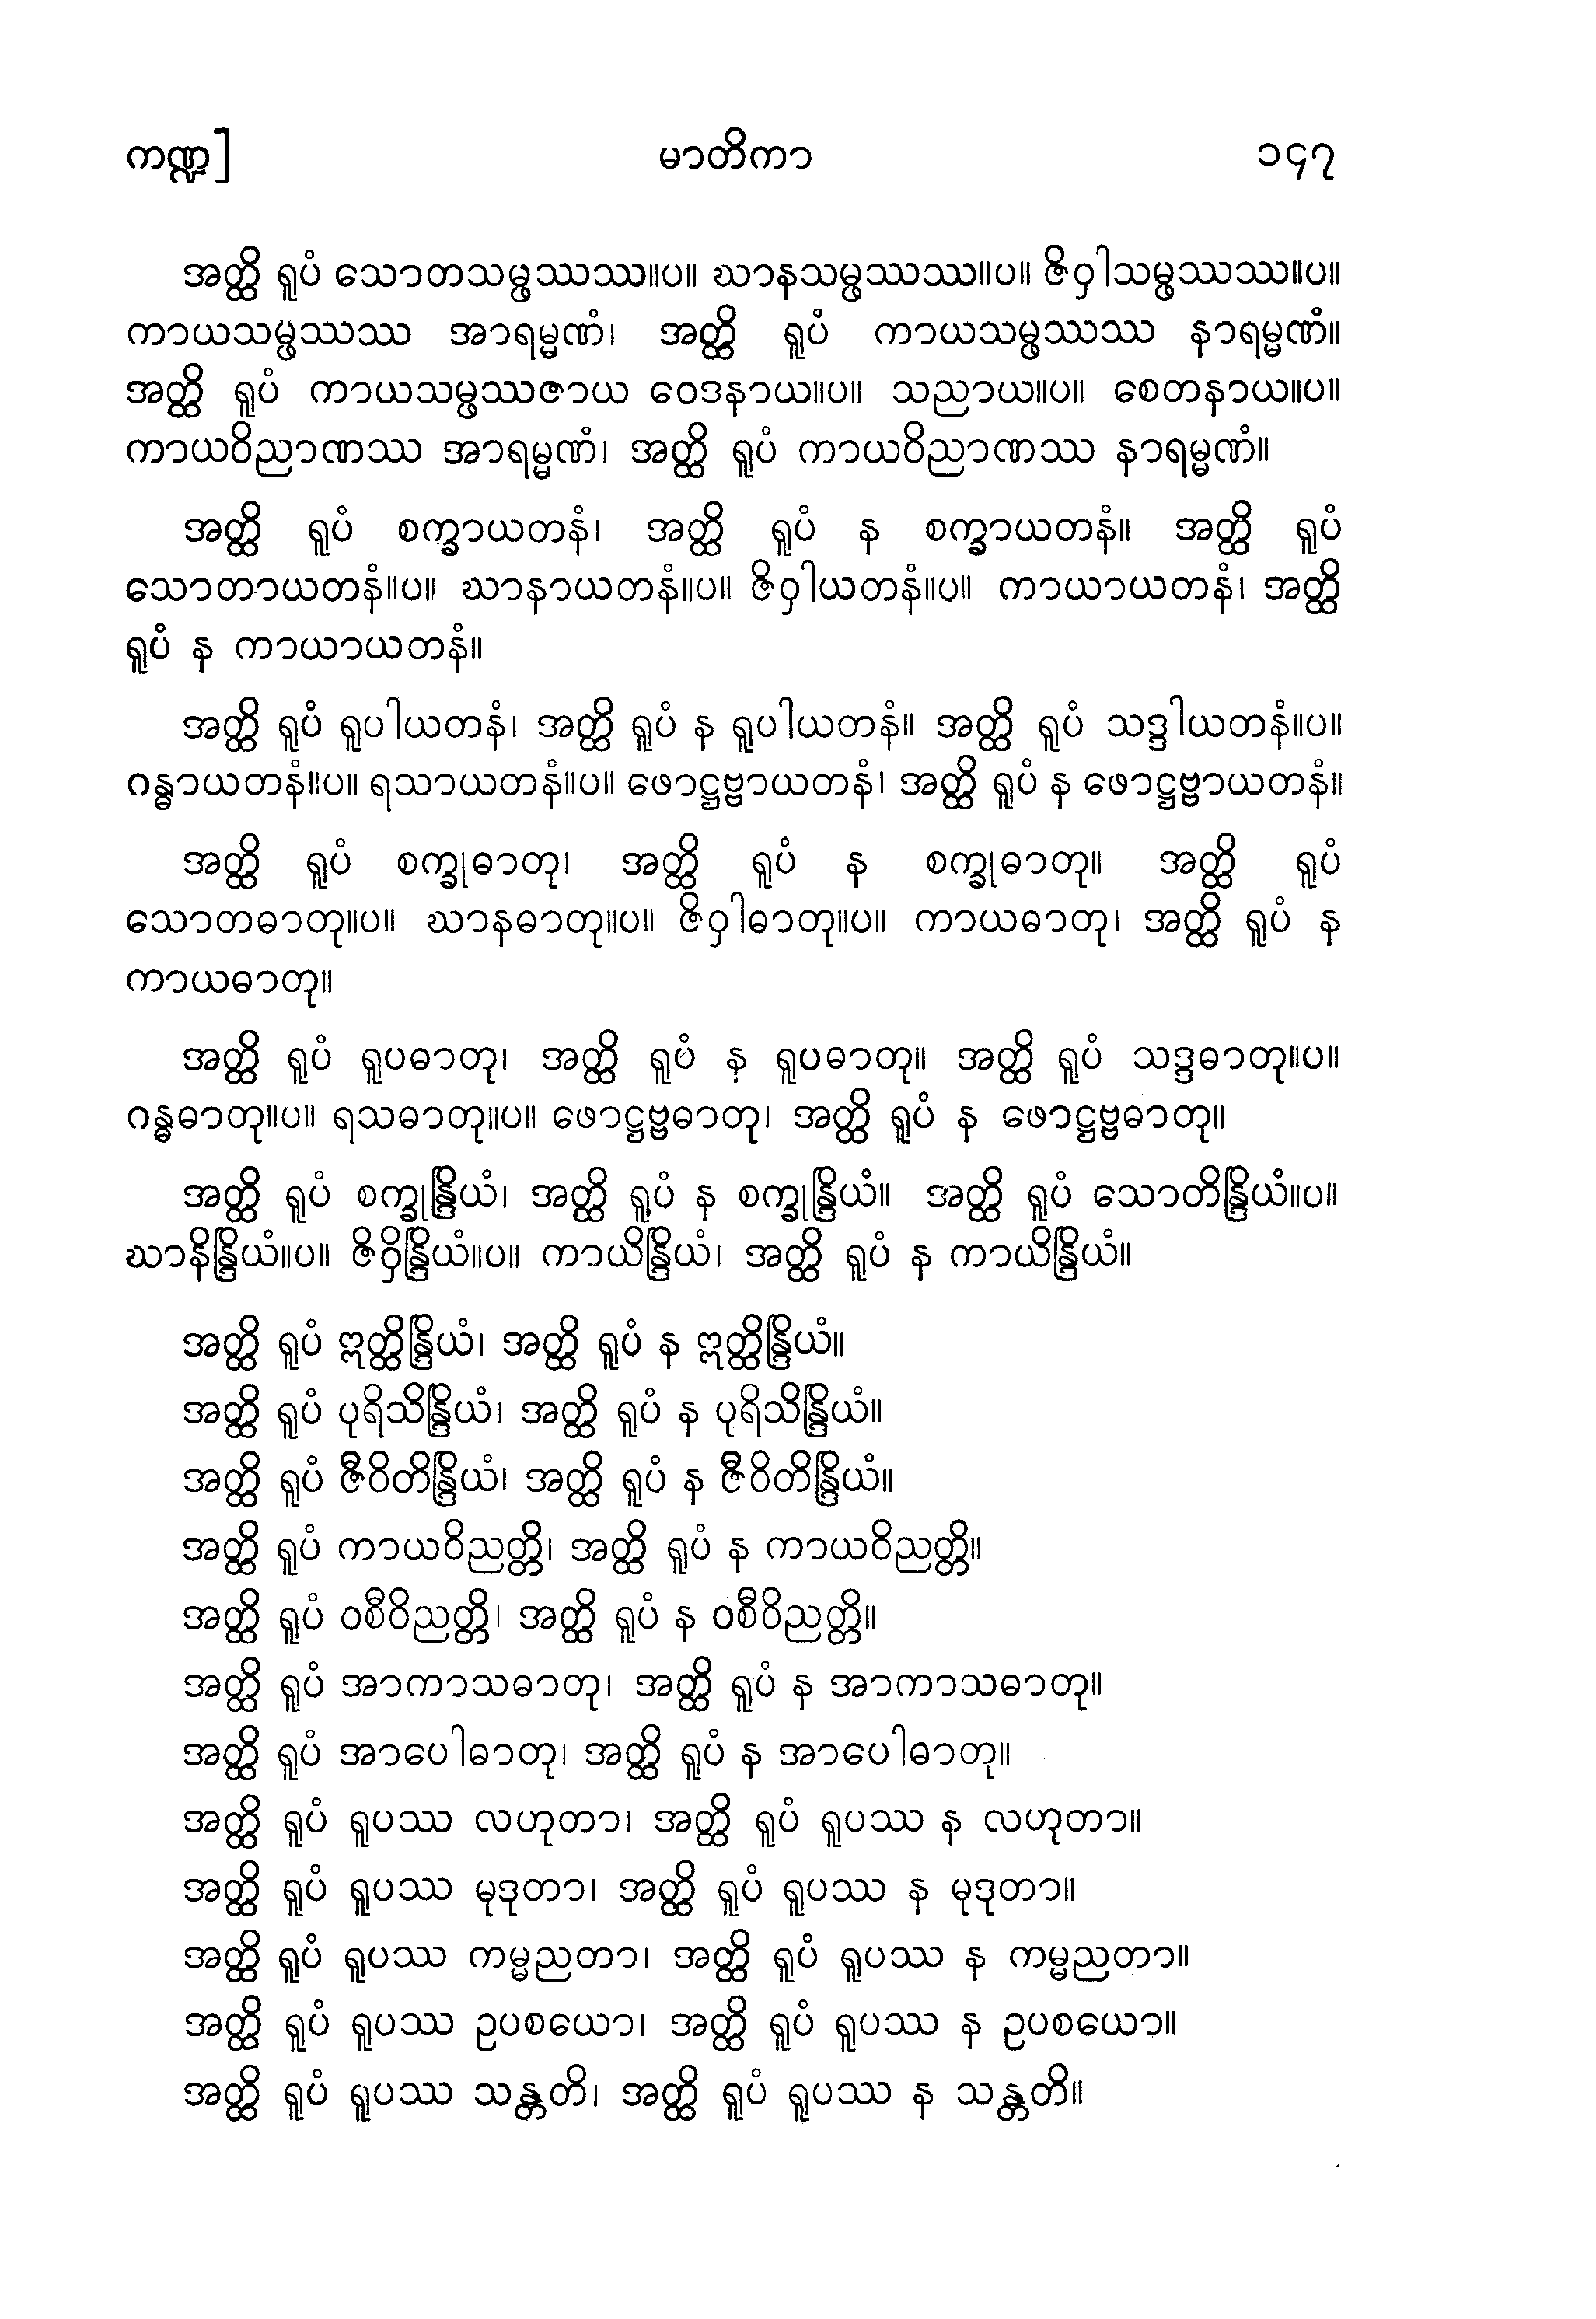 ကဏ္ဍ] မာတိကာ ၁၄၇
အတ္ထိ ရူပံ သောတသမ္ဖဿဿ။ပ။ ဃာနသမ္ဖဿဿ။ပ။ ဇိဝှါသမ္ဖဿဿ။ပ။
ကာယသမ္ဖဿဿ အာရမ္မဏံ၊ အတ္ထိ ရူပံ ကာယသမ္ဖဿဿ နာရမ္မဏံ။
အတ္ထိ ရူပံ ကာယသမ္ဖဿဇာယ ဝေဒနာယ။ပ။ သညာယ။ပ။ စေတနာယ။ပ။
ကာယဝိညာဏဿ အာရမ္မဏံ၊ အတ္ထိ ရူပံ ကာယဝိညာဏဿ နာရမ္မဏံ။
အတ္ထိ ရူပံ စက္ခာယတနံ၊ အတ္ထိ ရူပံ န စက္ခာယတနံ။ အတ္ထိ ရူပံ
သောတာယတနံ။ပ။ ဃာနာယတနံ။ပ။ ဇိဝှါယတနံ။ပ။ ကာယာယတနံ၊ အတ္ထိ
ရူပံ န ကာယာယတနံ။
အတ္ထိ ရူပံ ရူပါယတနံ၊ အတ္ထိ ရူပံ န ရူပါယတနံ။ အတ္ထိ ရူပံ သဒ္ဒါယတနံ။ပ။
ဂန္ဓာယတနံ။ပ။ ရသာယတနံ။ပ။ ဖောဋ္ဌဗ္ဗာယတနံ၊ အတ္ထိ ရူပံ န ဖောဋ္ဌဗ္ဗာယတနံ။
အတ္ထိ ရူပံ စက္ခုဓာတု၊ အတ္ထိ ရူပံ န စက္ခုဓာတု။ အတ္ထိ ရူပံ
သောတဓာတု။ပ။ ဃာနဓာတု။ပ။ ဇိဝှါဓာတု။ပ။ ကာယဓာတု၊ အတ္ထိ ရူပံ န
ကာယဓာတု။
အတ္ထိ ရူပံ ရူပဓာတု၊ အတ္ထိ ရူပံ န ရူပဓာတု။ အတ္ထိ ရူပံ သဒ္ဒဓာတု။ပ။
ဂန္ဓဓာတု။ပ။ ရသဓာတု။ပ။ ဖောဋ္ဌဗ္ဗဓာတု၊ အတ္ထိ ရူပံ န ဖောဋ္ဌဗ္ဗဓာတု။
အတ္ထိ ရူပံ စက္ခုန္ဒြိယံ၊ အတ္ထိ ရူပံ န စက္ခုန္ဒြိယံ။ အတ္ထိ ရူပံ သောတိန္ဒြိယံ။ပ။
ဃာနိန္ဒြိယံ။ပ။ ဇိဝှိန္ဒြိယံ။ပ။ ကာယိန္ဒြိယံ၊ အတ္ထိ ရူပံ န ကာယိန္ဒြိယံ။
အတ္ထိ ရူပံ ဣတ္ထိန္ဒြိယံ၊ အတ္ထိ ရူပံ န ဣတ္ထိန္ဒြိယံ။
အတ္ထိ ရူပံ ပုရိသိန္ဒြိယံ၊ အတ္ထိ ရူပံ န ပုရိသိန္ဒြိယံ။
အတ္ထိ ရူပံ ဇီဝိတိန္ဒြိယံ၊ အတ္ထိ ရူပံ န ဇီဝိတိန္ဒြိယံ။
အတ္ထိ ရူပံ ကာယဝိညတ္တိ၊ အတ္ထိ ရူပံ န ကာယဝိညတ္တိ။
အတ္ထိ ရူပံ ဝစီဝိညတ္တိ၊ အတ္ထိ ရူပံ န ဝစီဝိညတ္တိ။
အတ္ထိ ရူပံ အာကာသဓာတု၊ အတ္ထိ ရူပံ န အာကာသဓာတု။
အတ္ထိ ရူပံ အာပေါဓာတု၊ အတ္ထိ ရူပံ န အာပေါဓာတု။
အတ္ထိ ရူပံ ရူပဿ လဟုတာ၊ အတ္ထိ ရူပံ ရူပဿ န လဟုတာ။
အတ္ထိ ရူပံ ရူပဿ မုဒုတာ၊ အတ္ထိ ရူပံ ရူပဿ န မုဒုတာ။
အတ္ထိ ရူပံ ရူပဿ ကမ္မညတာ၊ အတ္ထိ ရူပံ ရူပဿ န ကမ္မညတာ။
အတ္ထိ ရူပံ ရူပဿ ဥပစယော၊ အတ္ထိ ရူပံ ရူပဿ န ဥပစယော။
အတ္ထိ ရူပံ ရူပဿ သန္တတိ၊ အတ္ထိ ရူပံ ရူပဿ န သန္တတိ။